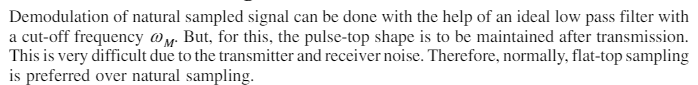 Demodulation of natural sampled signal can be done with the help of an ideal low pass filter with
a cut-off frequency ω_M. But, for this, the pulse-top shape is to be maintained after transmission.
This is very difficult due to the transmitter and receiver noise. Therefore, normally, flat-top sampling
is preferred over natural sampling.